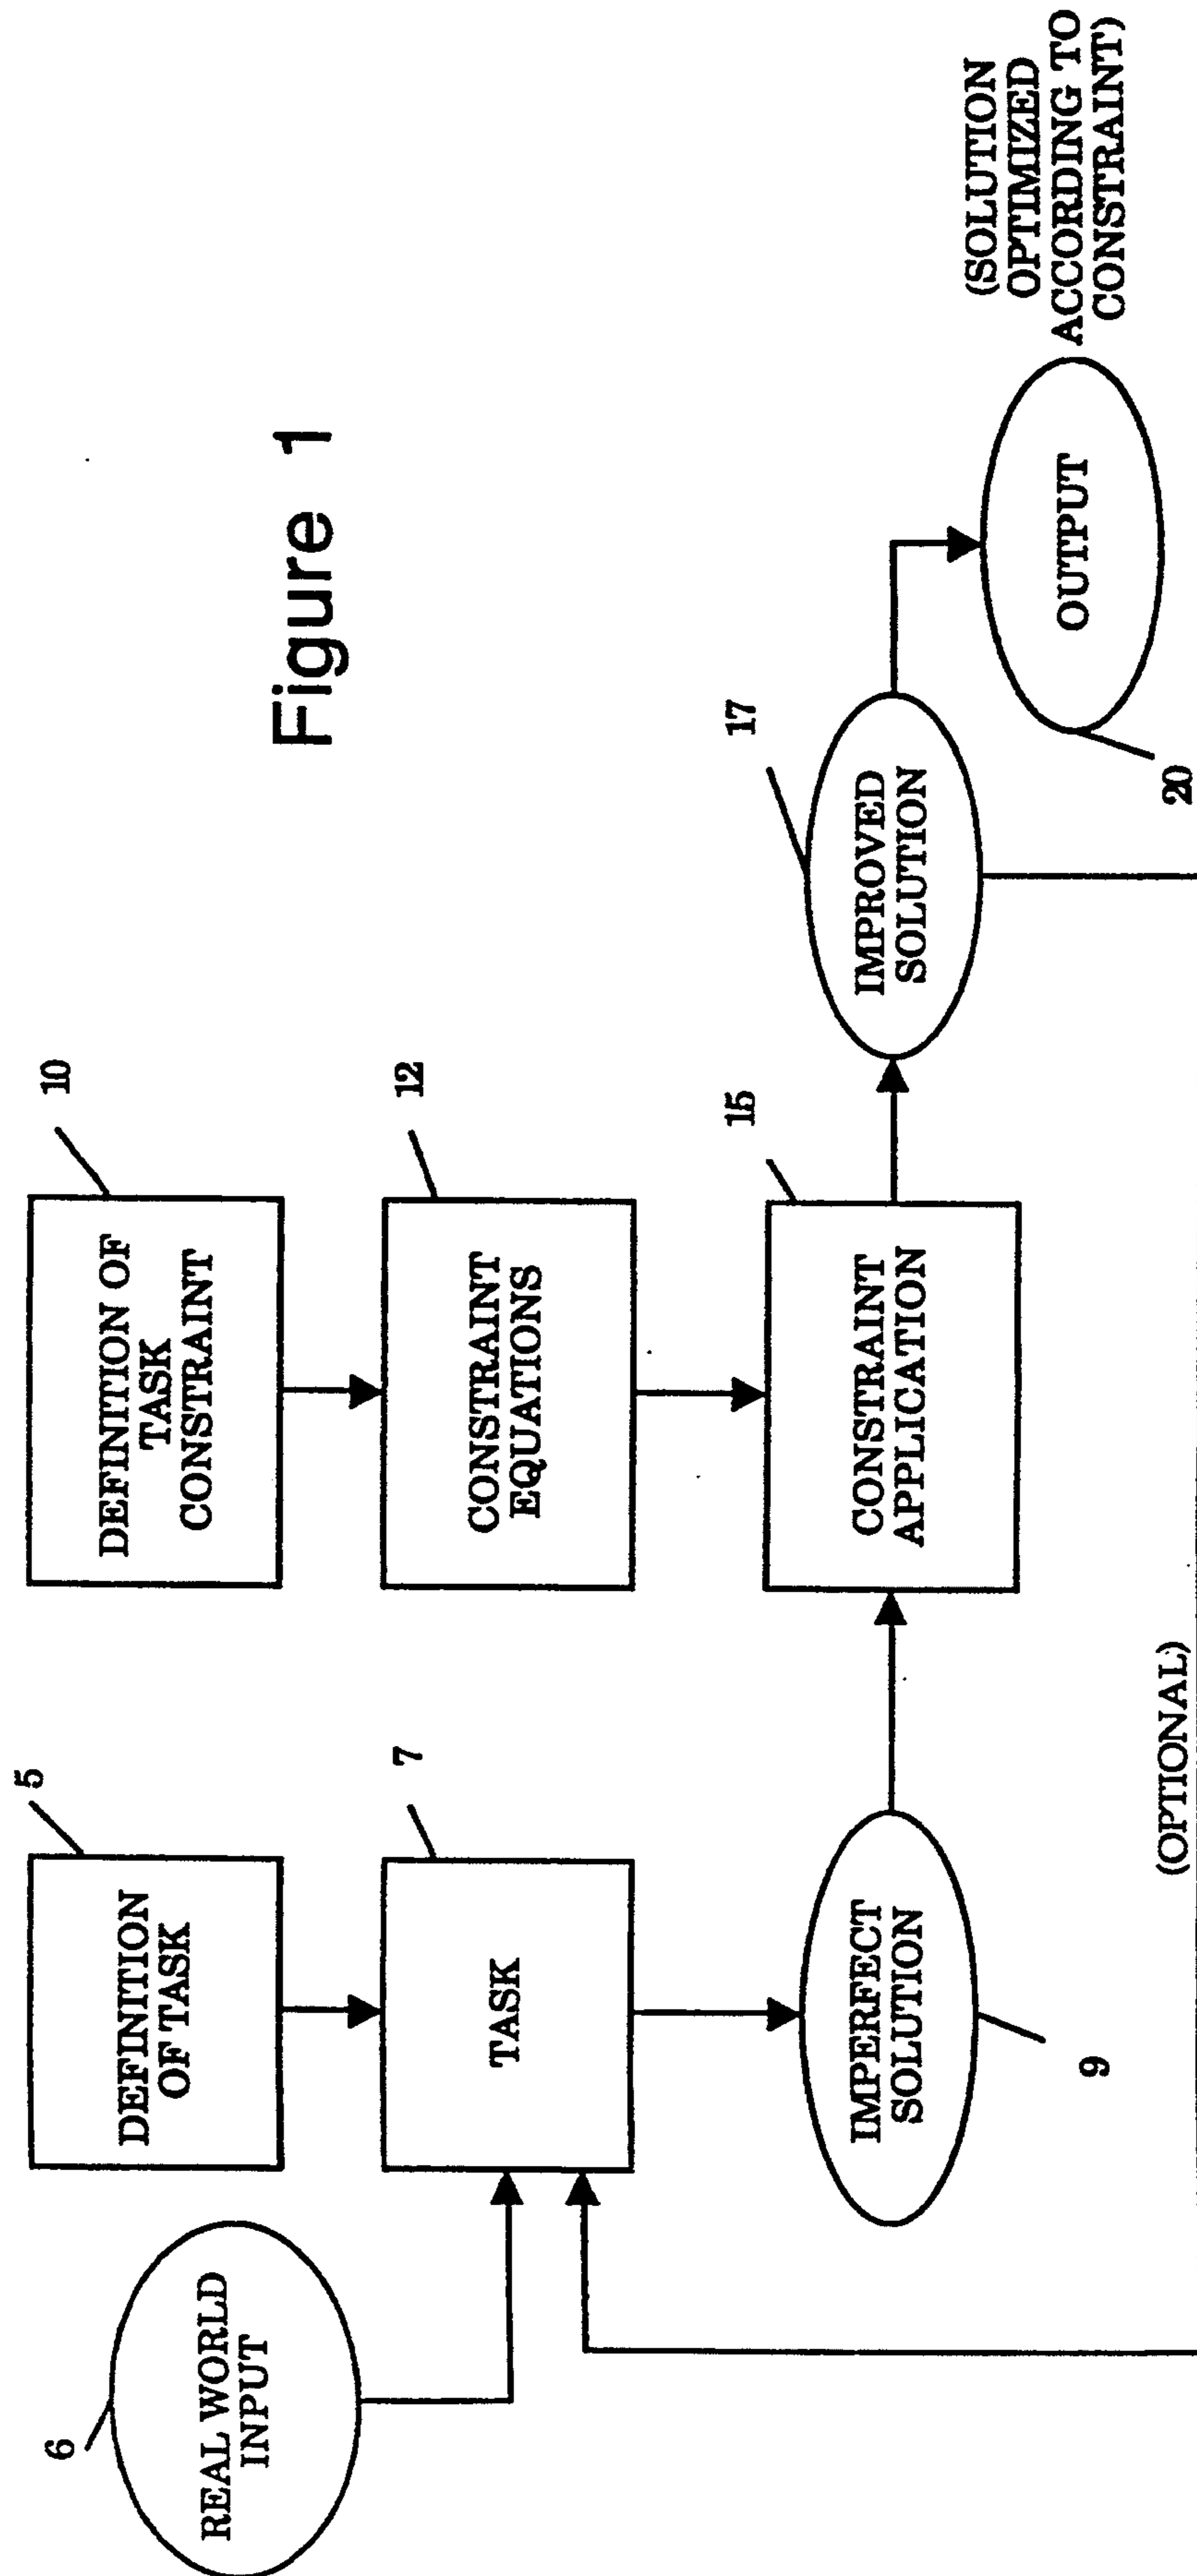 Figure 1
6
REAL WORLD
INPUT
5
DEFINITION
OF TASK
7
TASK
IMPERFECT
SOLUTION
9
10
DEFINITION OF
TASK
CONSTRAINT
12
CONSTRAINT
EQUATIONS
15
CONSTRAINT
APPLICATION
17
IMPROVED
SOLUTION
OUTPUT
20
(SOLUTION
OPTIMIZED
ACCORDING TO
CONSTRAINT)
(OPTIONAL)